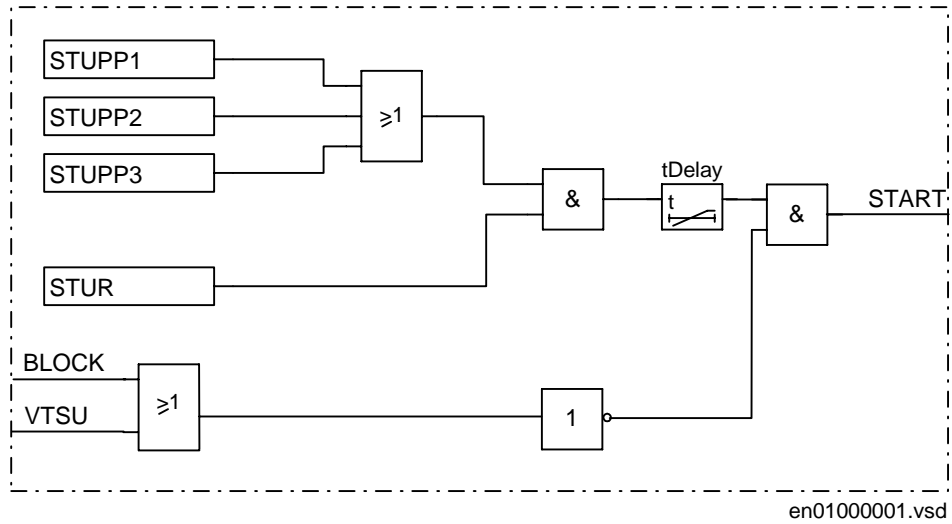 STUPP1
STUPP2
STUPP3
≥1
tDelay
t
&
&
START
STUR
BLOCK
VTSU
≥1
1
en01000001.vsd